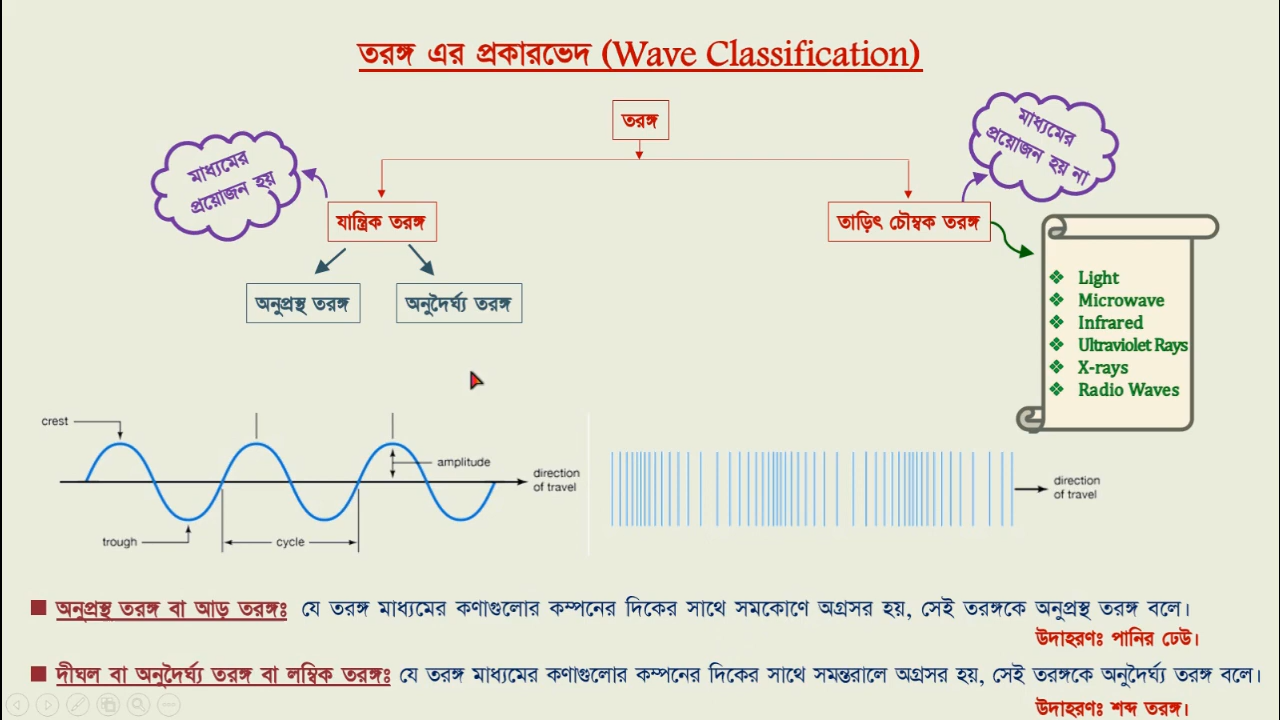 তরঙ্গ এর প্রকারভেদ (Wave Classification)
তরঙ্গ
মাধ্যমের
প্রয়োজন হয়
মাধ্যমের
প্রয়োজন হয় না
যান্ত্রিক তরঙ্গ
তাড়িৎ চৌম্বক তরঙ্গ
অনুপ্রস্থ তরঙ্গ
অনুদৈর্ঘ্য তরঙ্গ
Light
Microwave
Infrared
Ultraviolet Rays
X-rays
Radio Waves
crest
amplitude
direction
of travel
trough
cycle
direction
of travel
অনুপ্রস্থ তরঙ্গ বা আড় তরঙ্গঃ যে তরঙ্গ মাধ্যমের কণাগুলোর কম্পনের দিকের সাথে সমকোণে অগ্রসর হয়, সেই তরঙ্গকে অনুপ্রস্থ তরঙ্গ বলে।
উদাহরণঃ পানির ঢেউ।
দীঘল বা অনুদৈর্ঘ্য তরঙ্গ বা লম্বিক তরঙ্গঃ যে তরঙ্গ মাধ্যমের কণাগুলোর কম্পনের দিকের সাথে সমন্তরালে অগ্রসর হয়, সেই তরঙ্গকে অনুদৈর্ঘ্য তরঙ্গ বলে।
উদাহরণঃ শব্দ তরঙ্গ।